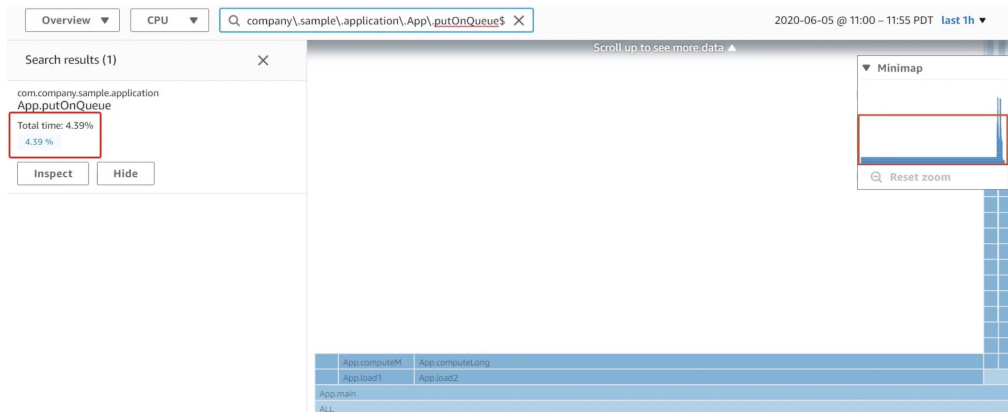 Overview ▼
CPU ▼
company\.sample\.application\.App\.putOnQueue$
2020-06-05 @ 11:00 – 11:55 PDT last 1h ▼
Search results (1)
com.company.sample.application
App.putOnQueue
Total time: 4.39%
4.39 %
Inspect
Hide
Scroll up to see more data ▲
▼ Minimap
Reset zoom
App.computeM
App.computeLong
App.load1
App.load2
App.main
ALL